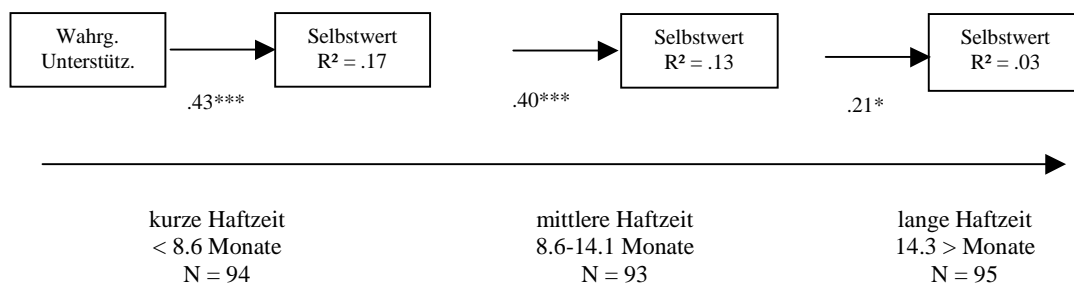 Wahrg.
Unterstütz.
Selbstwert
R² = .17
Selbstwert
R² = .13
Selbstwert
R² = .03
.43***
.40***
.21*
kurze Haftzeit
< 8.6 Monate
N = 94
mittlere Haftzeit
8.6-14.1 Monate
N = 93
lange Haftzeit
14.3 > Monate
N = 95